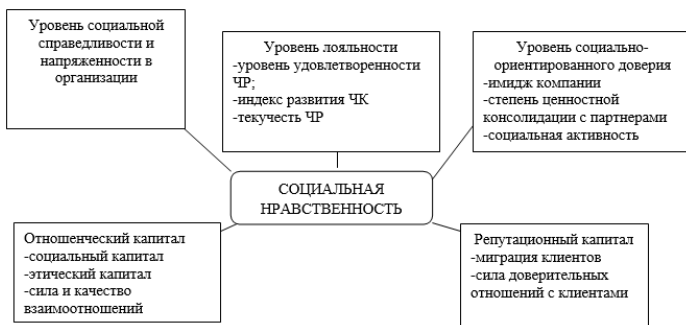 Уровень социальной
справедливости и
напряженности в
организации
Уровень лояльности
-уровень удовлетворенности
ЧР;
-индекс развития ЧК
-текучесть ЧР
Уровень социально-
ориентированного доверия
-имидж компании
-степень ценностной
консолидации с партнерами
-социальная активность
СОЦИАЛЬНАЯ
НРАВСТВЕННОСТЬ
Отношенческий капитал
-социальный капитал
-этический капитал
-сила и качество
взаимоотношений
Репутационный капитал
-миграция клиентов
-сила доверительных
отношений с клиентами